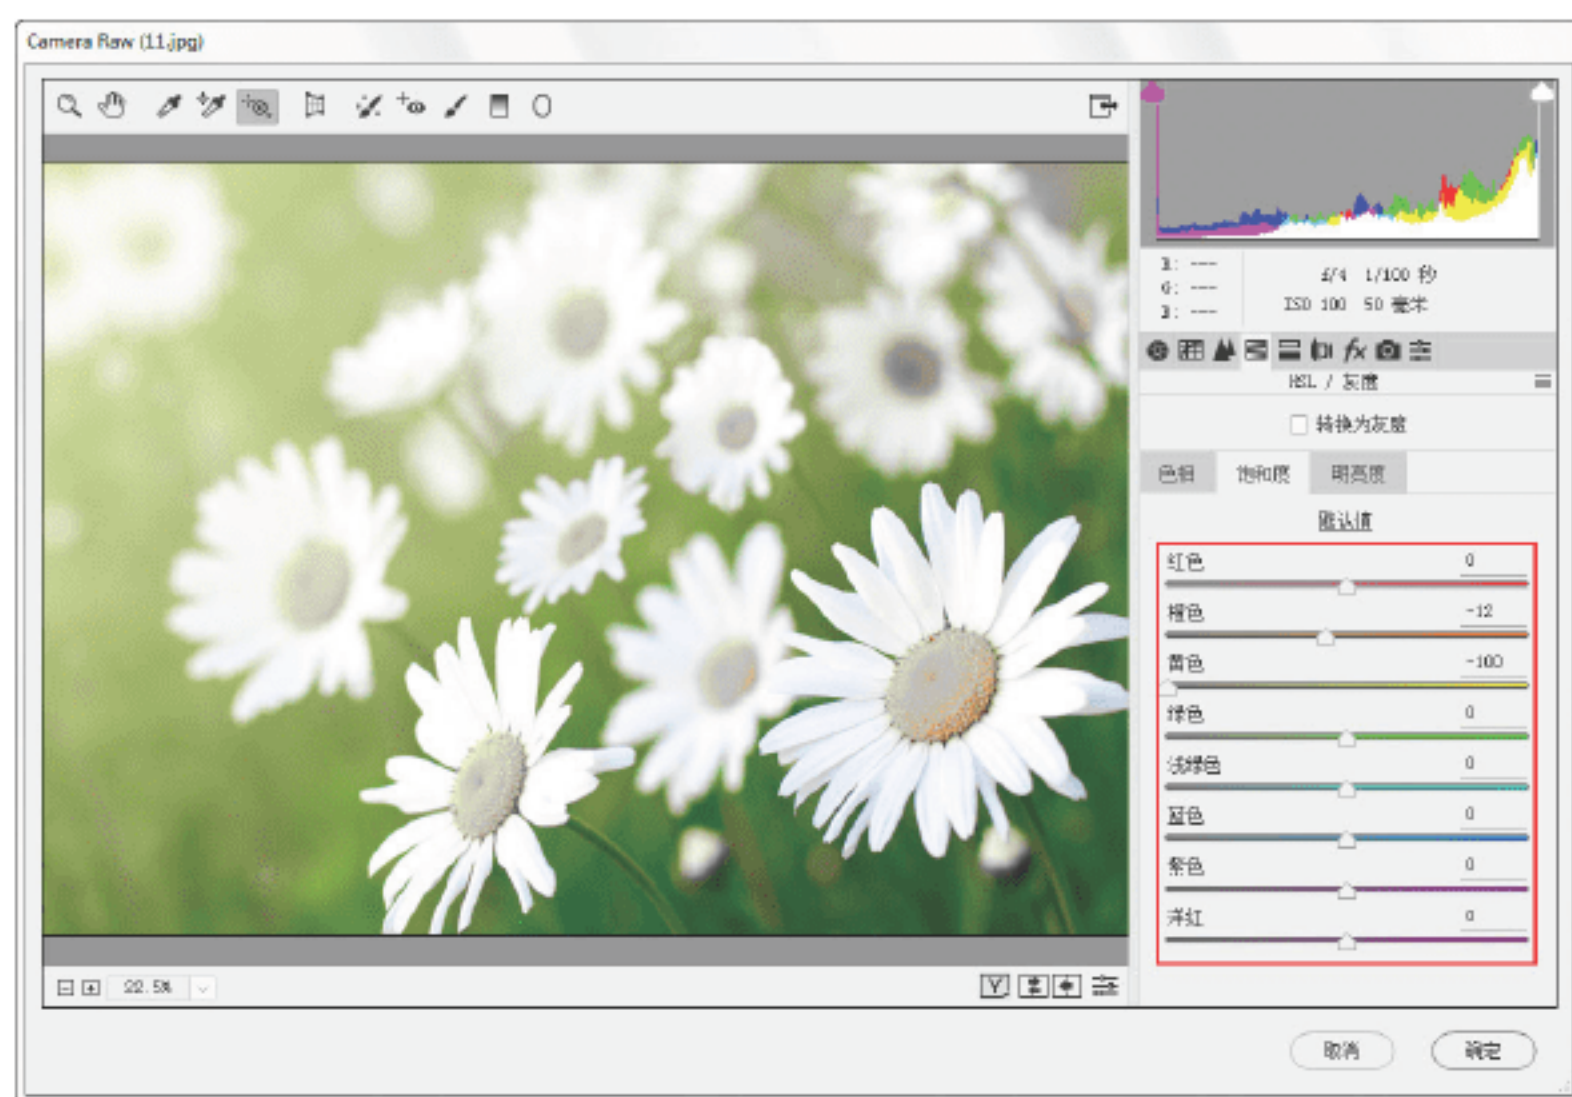 Camera Raw (11.jpg)
R: ---
G: ---
B: ---
f/4 1/100 秒
ISO 100 50 毫米
fx
HSL / 灰度
转换为灰度
色相 饱和度 明亮度
默认值
红色 0
橙色 -12
黄色 -100
绿色 0
浅绿色 0
蓝色 0
紫色 0
洋红 0
22.5% Y
取消 确定